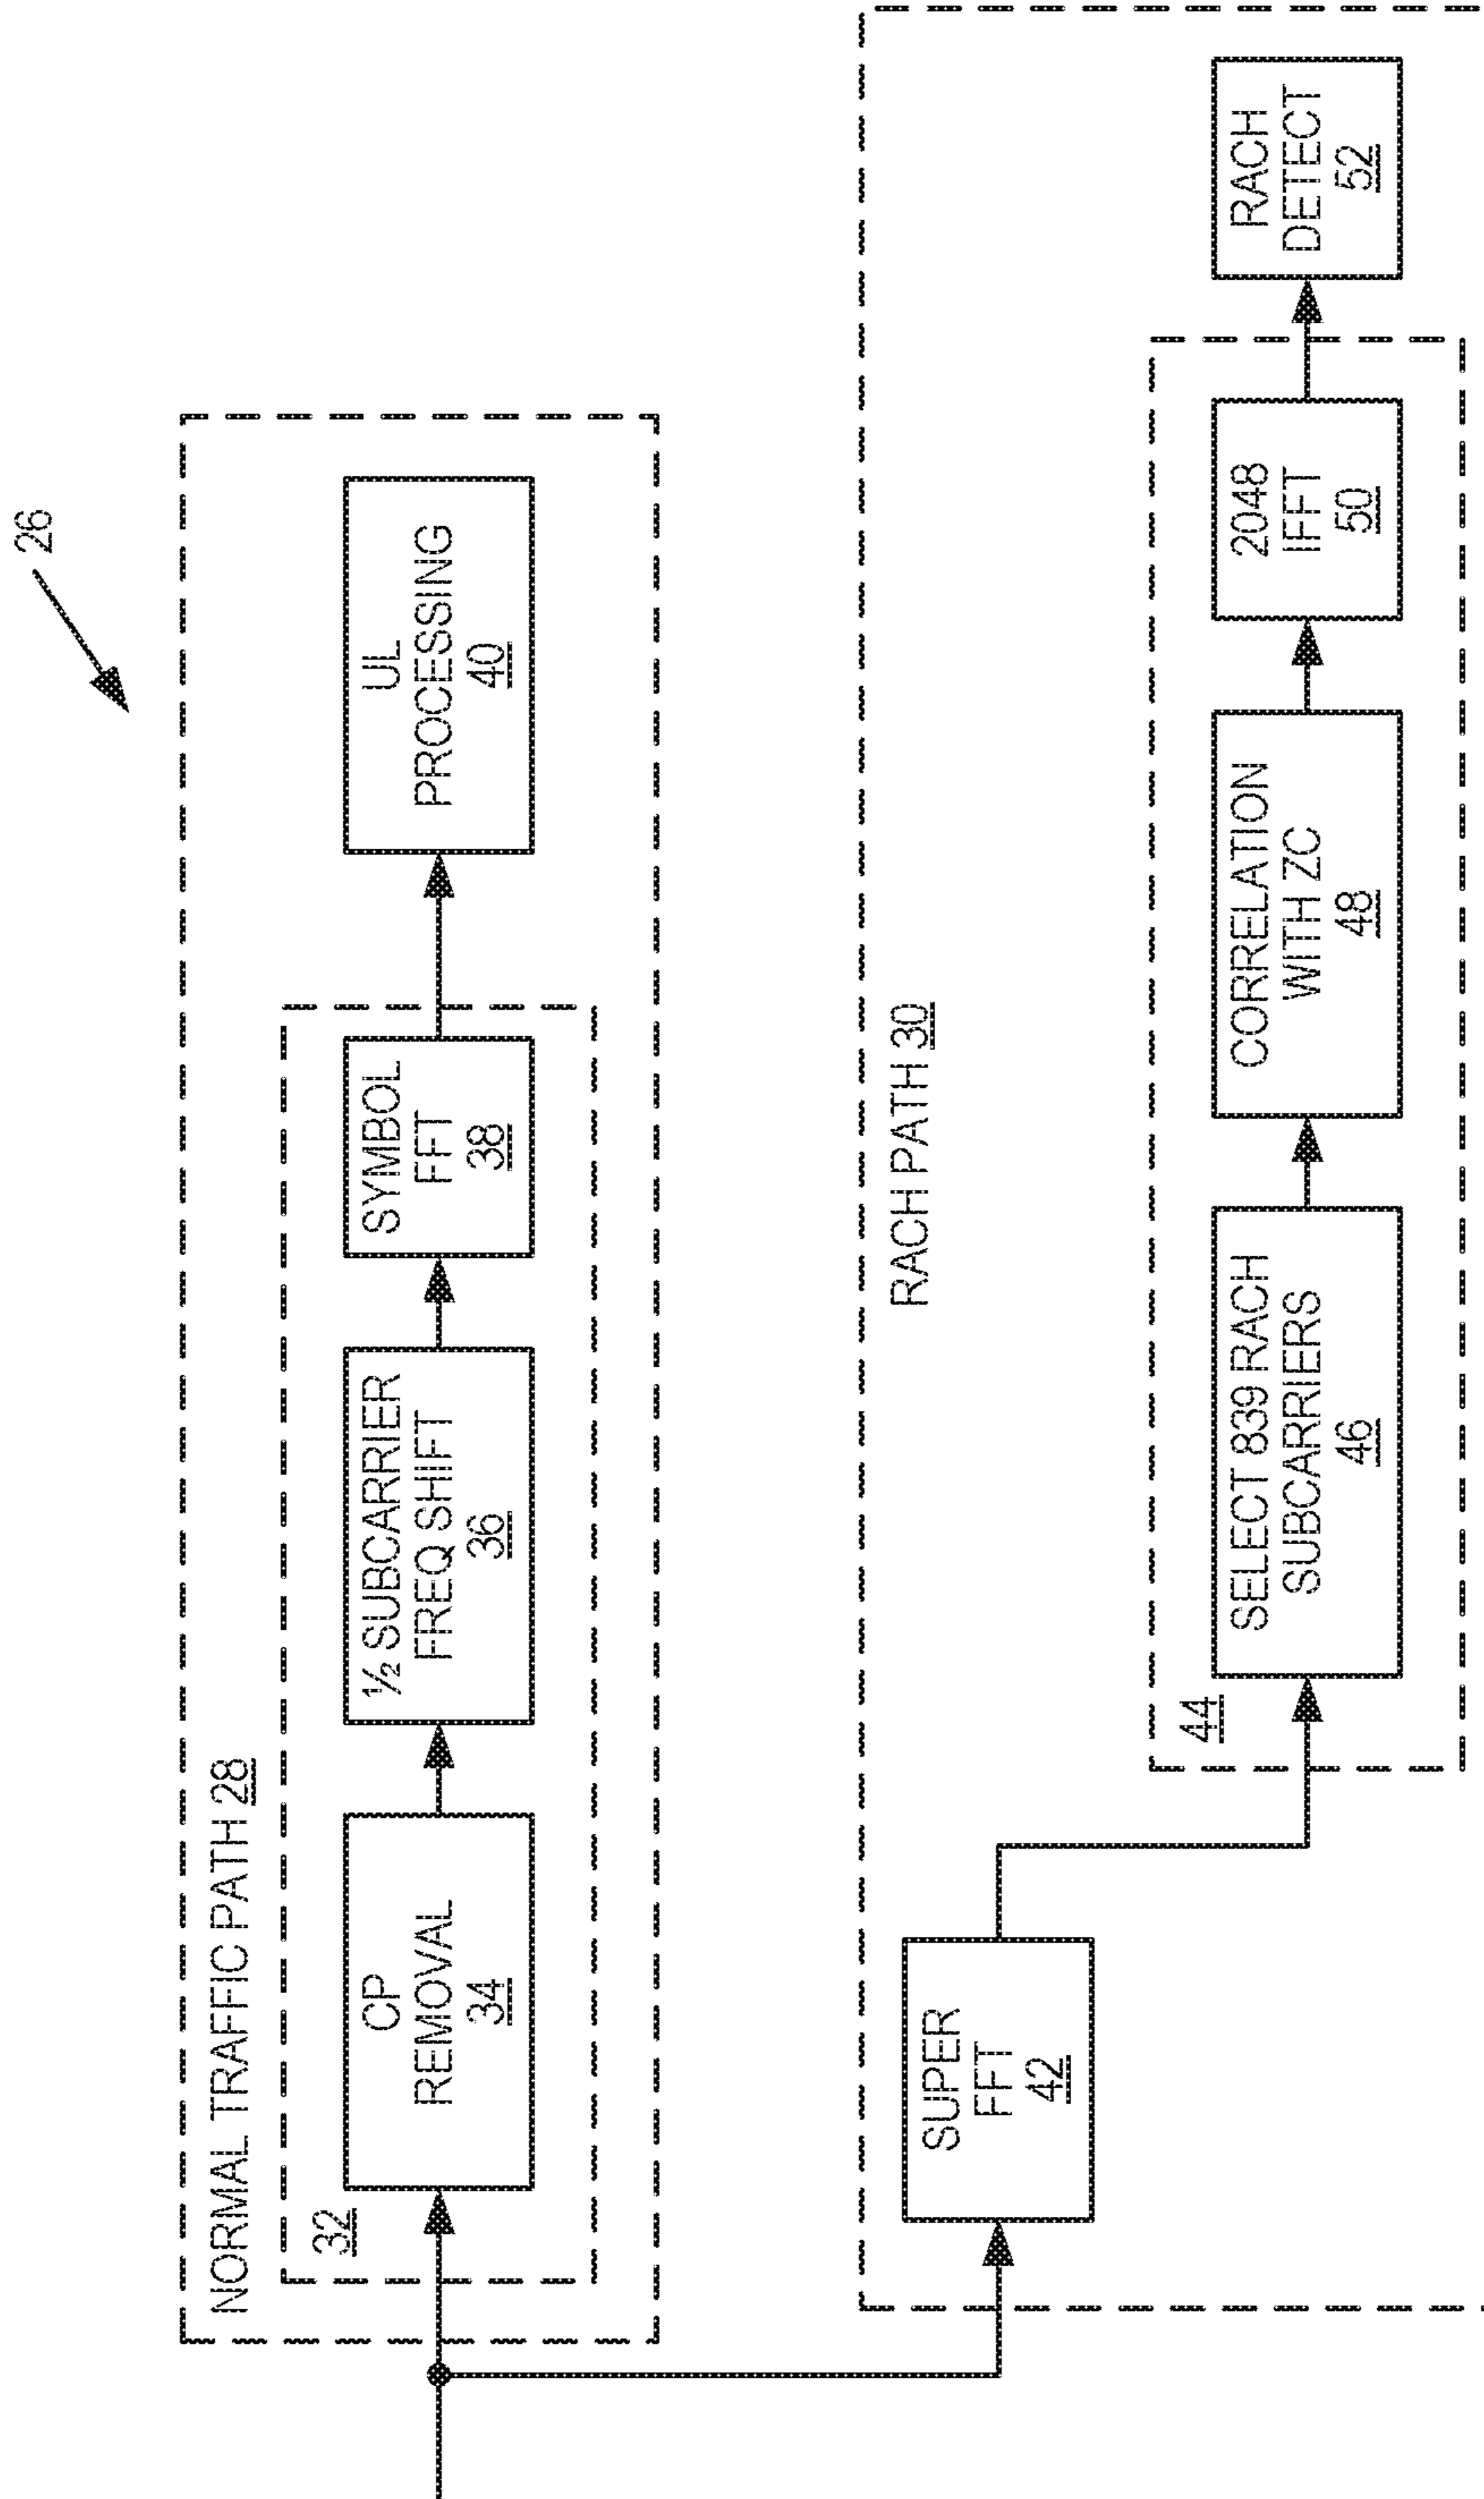 26
NORMAL TRAFFIC PATH 28
32
CP
REMOVAL
34
½ SUBCARRIER
FREQ SHIFT
36
SYMBOL
FFT
38
UL
PROCESSING
40
RACH PATH 30
SUPER
FFT
42
44
SELECT 839 RACH
SUBCARRIERS
46
CORRELATION
WITH ZC
48
2048
IFFT
50
RACH
DETECT
52